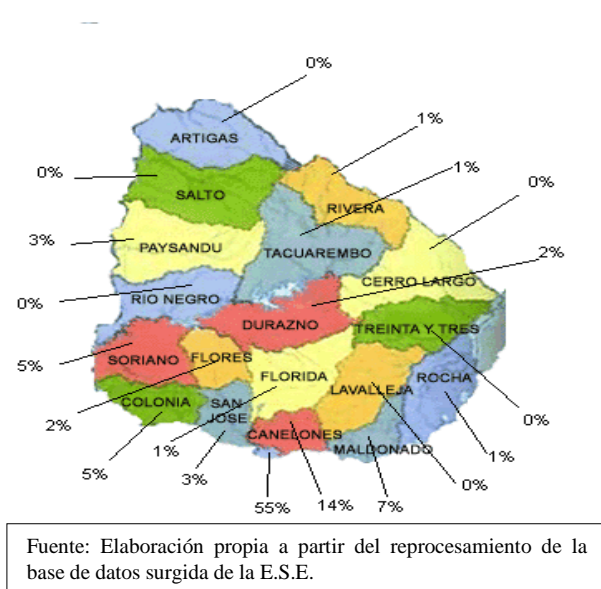 0%
ARTIGAS
1%
1%
0%
SALTO
0%
RIVERA
3%
PAYSANDU
TACUAREMBO
2%
CERRO LARGO
0%
RIO NEGRO
DURAZNO
TREINTA Y TRES
5%
SORIANO
FLORES
FLORIDA
LAVALLEJA
ROCHA
COLONIA
SAN
JOSE
2%
1%
CANELONES
MALDONADO
0%
5%
3%
55%
14%
7%
0%
1%
Fuente: Elaboración propia a partir del reprocesamiento de la
base de datos surgida de la E.S.E.